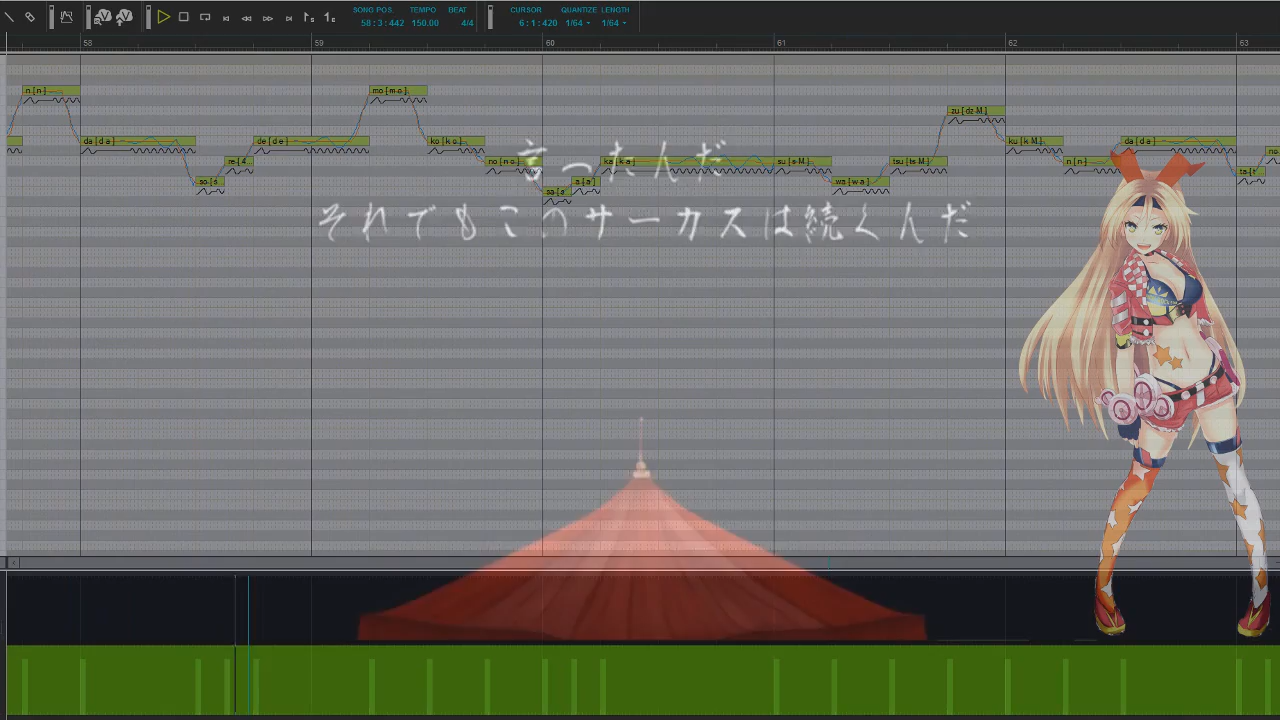 SONG POS. TEMPO BEAT CURSOR QUANTIZE LENGTH
58:3:442 150.00 4/4 6:1:420 1/64 1/64
58 59 60 61 62 63
n [n] mo [m o]
zu [dz M]
da [d a] de [d e] ko [k o] ku [k M] da [d a]
no [n o] ka [k a] su [s M] tsu [ts M] n [n]
so [s sa [s a [a] wa [w a] ta [t
言ったんだ
それでもこのサーカスは続くんだ